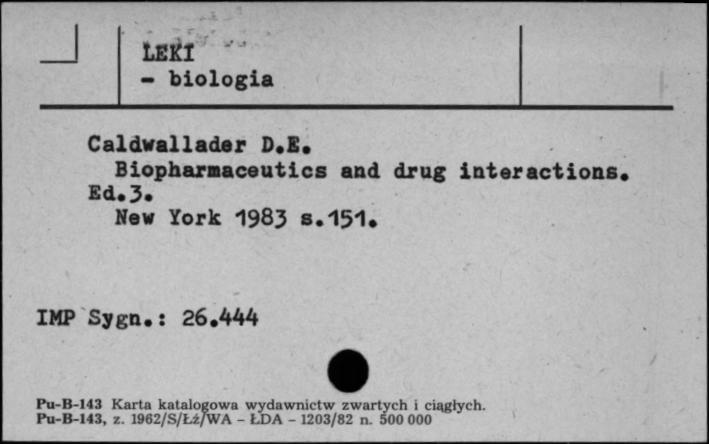 LEKI
- biologia
Caldwallader D.E.
Biopharmaceutics and drug interactions.
Ed.3.
New York 1983 s.151.
IMP Sygn.: 26.444
Pu-B-143 Karta katalogowa wydawnictw zwartych i ciągłych.
Pu-B-143, z. 1962/S/Łż/WA - ŁDA - 1203/82 n. 500 000